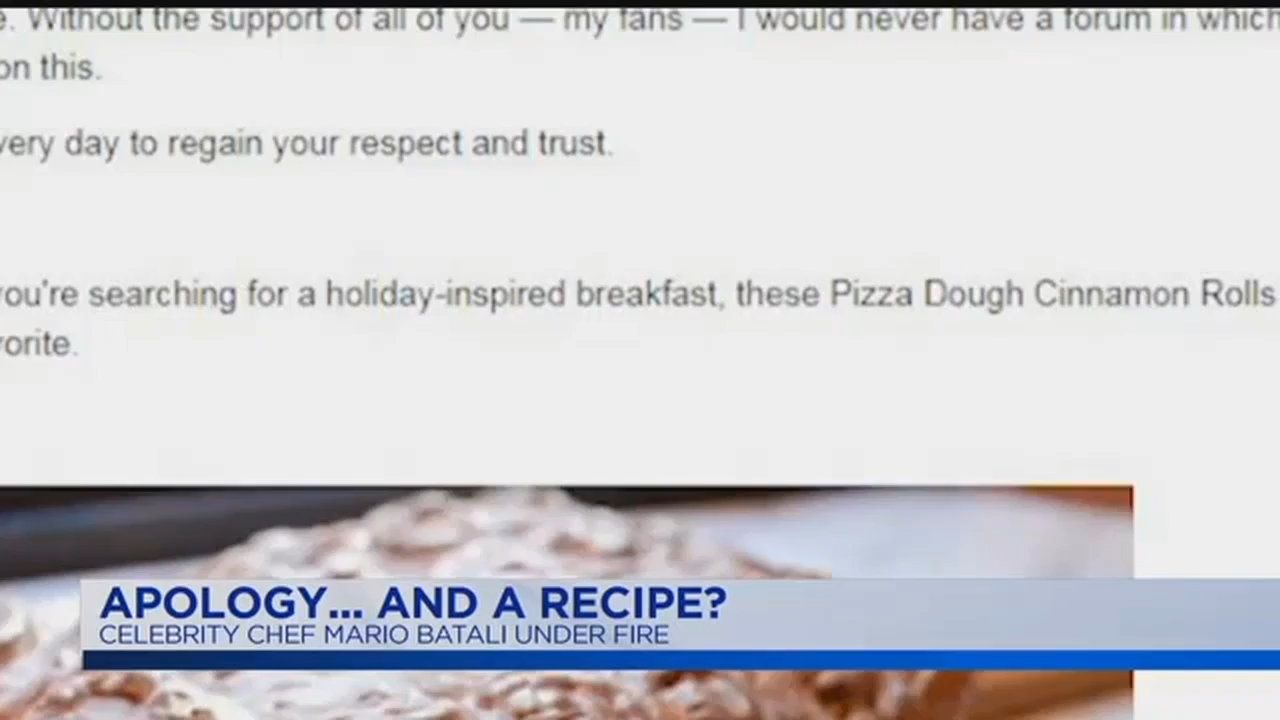 e. Without the support of all of you — my fans — I would never have a forum in which
on this.
very day to regain your respect and trust.
you're searching for a holiday-inspired breakfast, these Pizza Dough Cinnamon Rolls
vorite.
APOLOGY... AND A RECIPE?
CELEBRITY CHEF MARIO BATALI UNDER FIRE